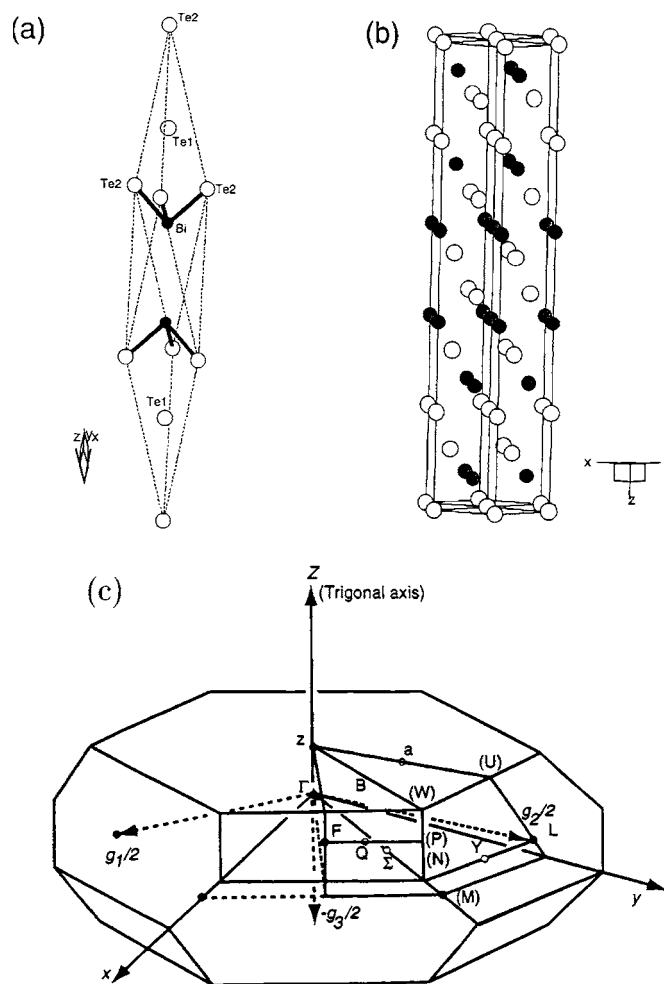 (a)
Te2
Te1
Te2
Te2
Bi
Te1
z y x
(b)
x
z
(c)
Z
(Trigonal axis)
z
a
(U)
Γ
B
(W)
F
(P)
g2/2
L
g1/2
Q
(N)
Y
Σ
-g3/2
(M)
x
y